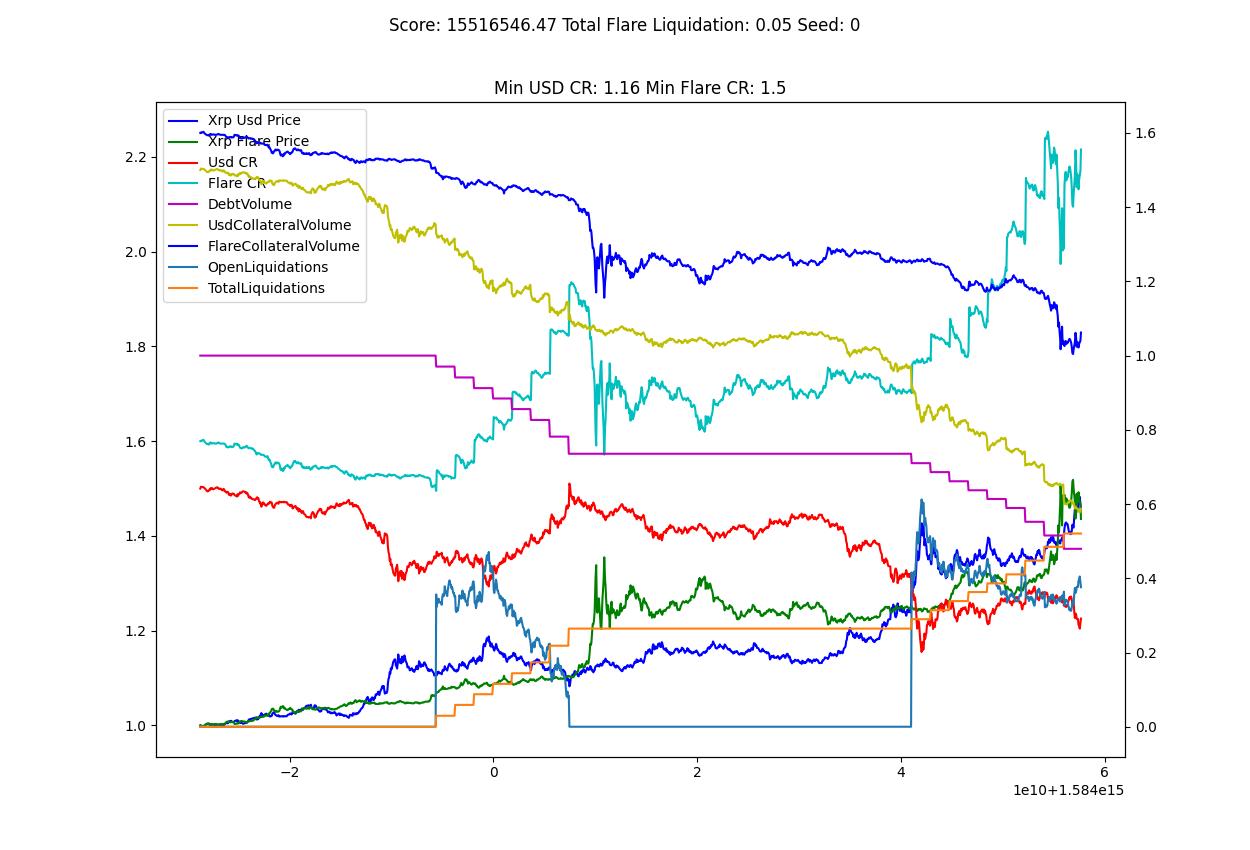 Score: 15516546.47 Total Flare Liquidation: 0.05 Seed: 0
Min USD CR: 1.16 Min Flare CR: 1.5
Xrp Usd Price
Xrp Flare Price
Usd CR
Flare CR
DebtVolume
UsdCollateralVolume
FlareCollateralVolume
OpenLiquidations
TotalLiquidations
2.2
2.0
1.8
1.6
1.4
1.2
1.0
1.6
1.4
1.2
1.0
0.8
0.6
0.4
0.2
0.0
−2
0
2
4
6
1e10+1.584e15